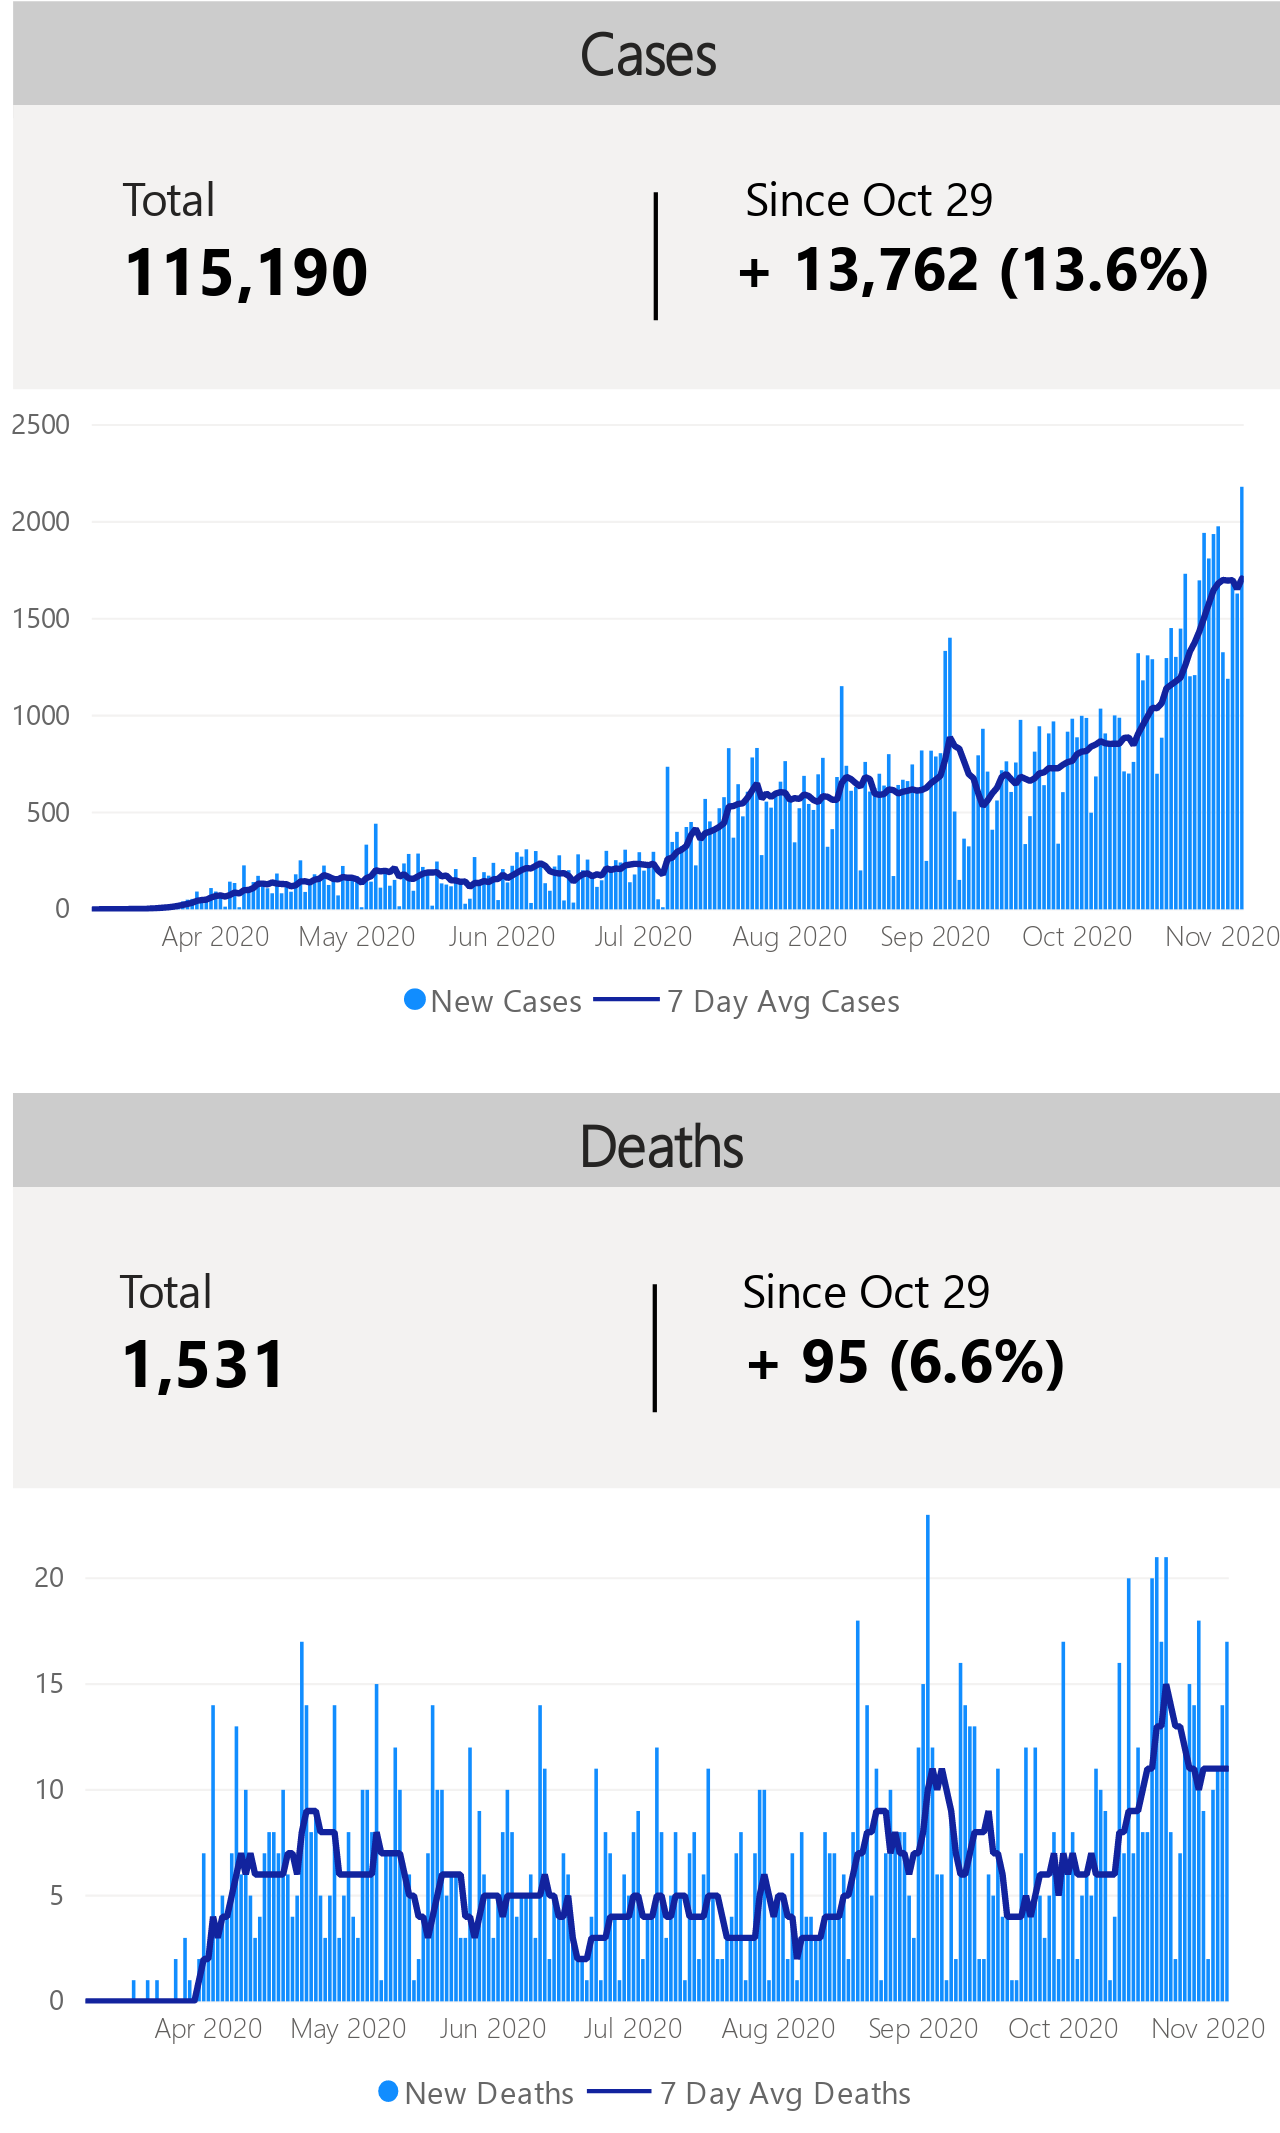 Cases
Total
Since Oct 29
115,190
+ 13,762 (13.6%)
2500
2000
1500
1000
500
0
Apr 2020 May 2020 Jun 2020 Jul 2020 Aug 2020 Sep 2020 Oct 2020 Nov 2020
New Cases 7 Day Avg Cases
Deaths
Total
Since Oct 29
1,531
+ 95 (6.6%)
20
15
10
5
0
Apr 2020 May 2020 Jun 2020 Jul 2020 Aug 2020 Sep 2020 Oct 2020 Nov 2020
New Deaths 7 Day Avg Deaths